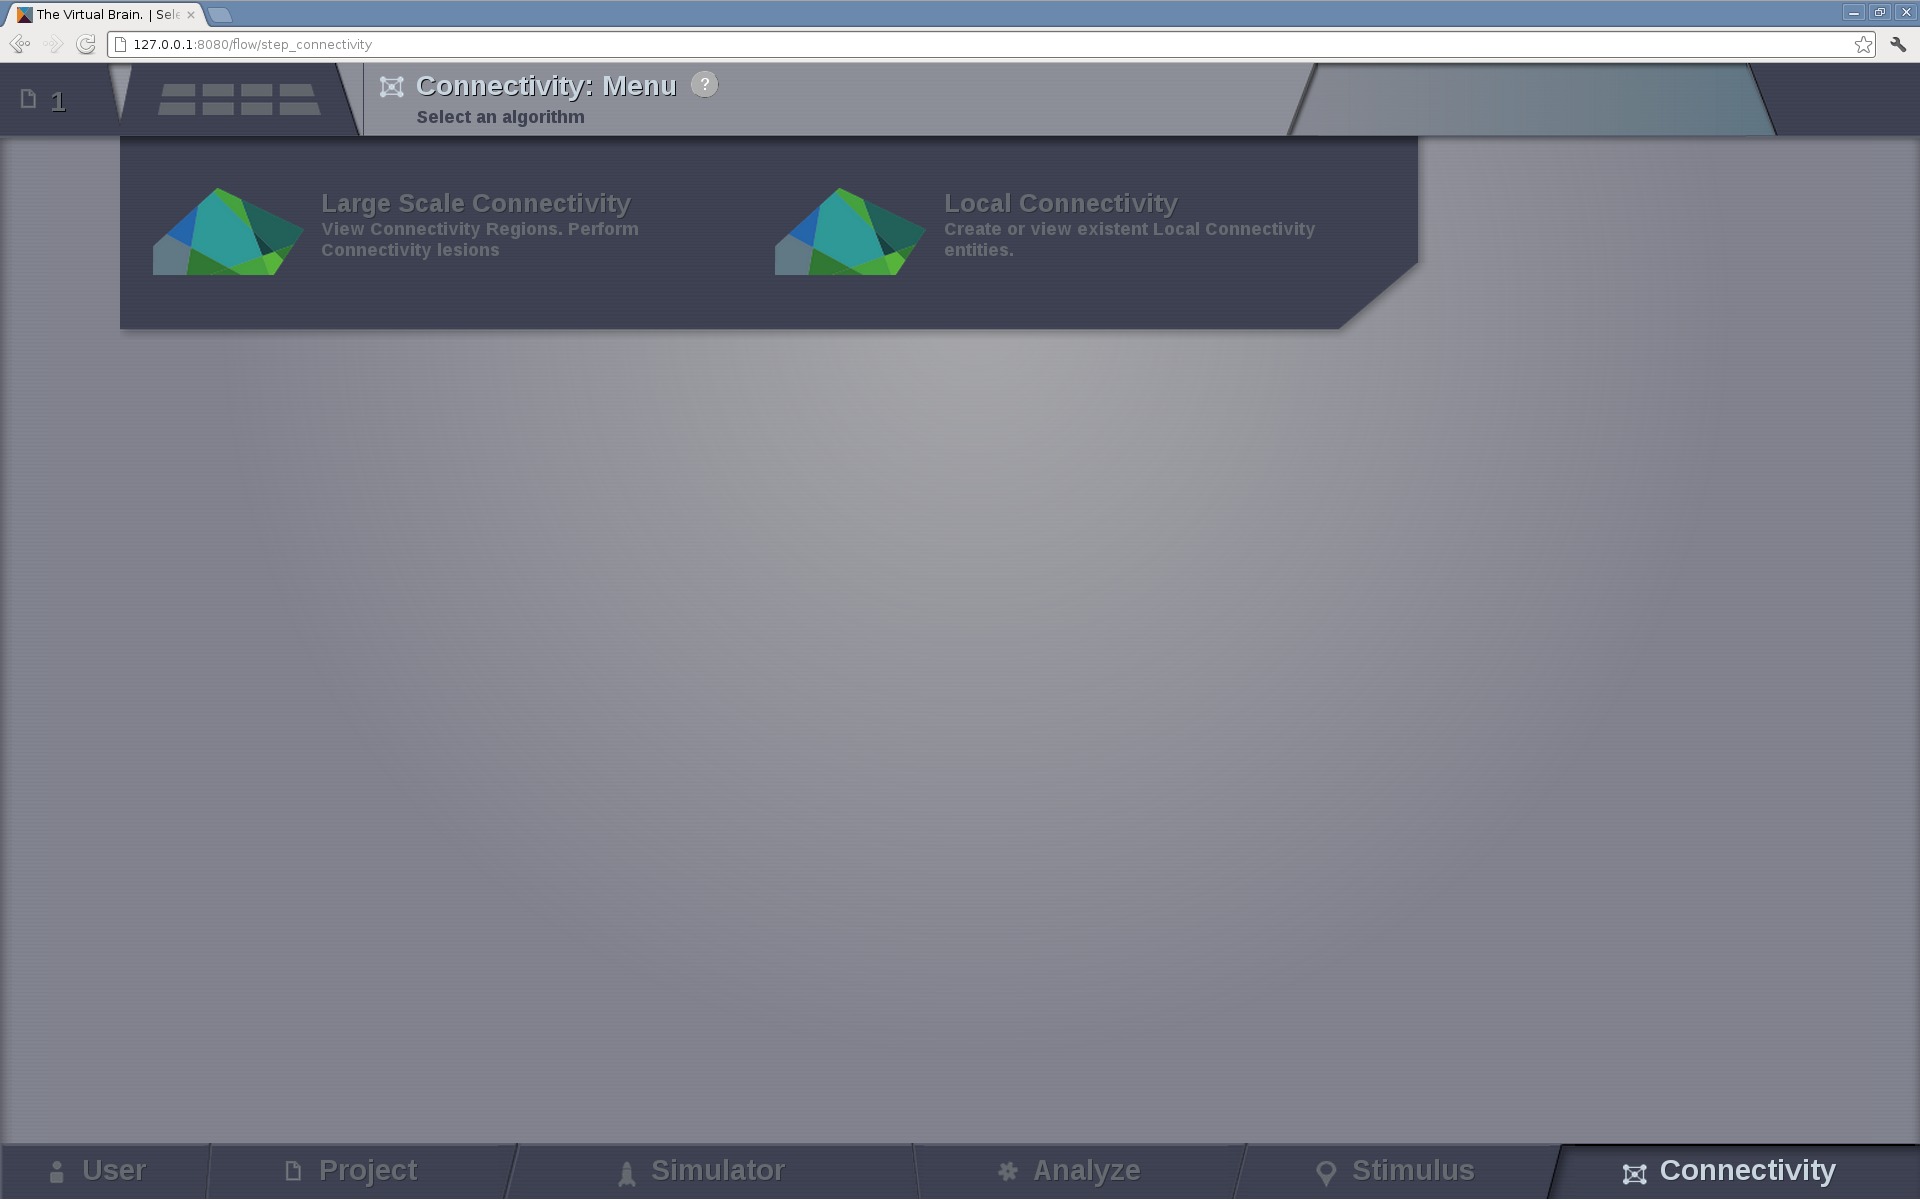 The Virtual Brain. | Sele
127.0.0.1:8080/flow/step_connectivity
1
Connectivity: Menu ?
Select an algorithm
Large Scale Connectivity
View Connectivity Regions. Perform
Connectivity lesions
Local Connectivity
Create or view existent Local Connectivity
entities.
User
Project
Simulator
Analyze
Stimulus
Connectivity